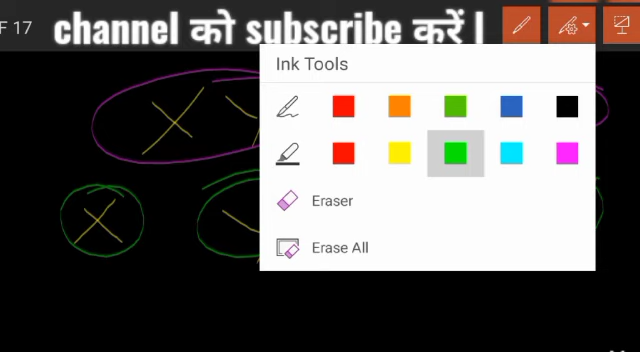 F 17
channel को subscribe करें |
Ink Tools
Eraser
Erase All